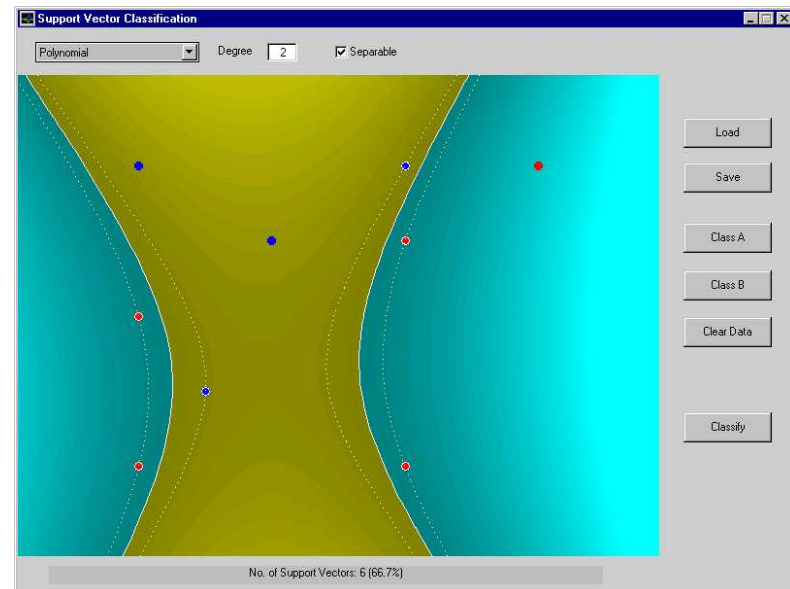 Support Vector Classification
Polynomial
Degree 2
Separable
Load
Save
Class A
Class B
Clear Data
Classify
No. of Support Vectors: 6 (66.7%)